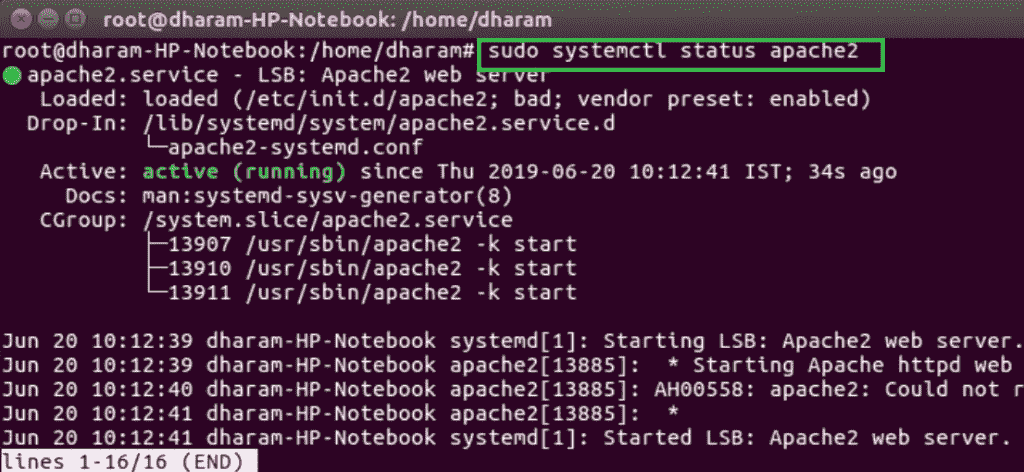 root@dharam-HP-Notebook: /home/dharam
root@dharam-HP-Notebook:/home/dharam# sudo systemctl status apache2
● apache2.service - LSB: Apache2 web server
Loaded: loaded (/etc/init.d/apache2; bad; vendor preset: enabled)
Drop-In: /lib/systemd/system/apache2.service.d
└─apache2-systemd.conf
Active: active (running) since Thu 2019-06-20 10:12:41 IST; 34s ago
Docs: man:systemd-sysv-generator(8)
CGroup: /system.slice/apache2.service
├─13907 /usr/sbin/apache2 -k start
├─13910 /usr/sbin/apache2 -k start
└─13911 /usr/sbin/apache2 -k start
Jun 20 10:12:39 dharam-HP-Notebook systemd[1]: Starting LSB: Apache2 web server.
Jun 20 10:12:39 dharam-HP-Notebook apache2[13885]:  * Starting Apache httpd web
Jun 20 10:12:40 dharam-HP-Notebook apache2[13885]: AH00558: apache2: Could not r
Jun 20 10:12:41 dharam-HP-Notebook apache2[13885]:  *
Jun 20 10:12:41 dharam-HP-Notebook systemd[1]: Started LSB: Apache2 web server.
lines 1-16/16 (END)